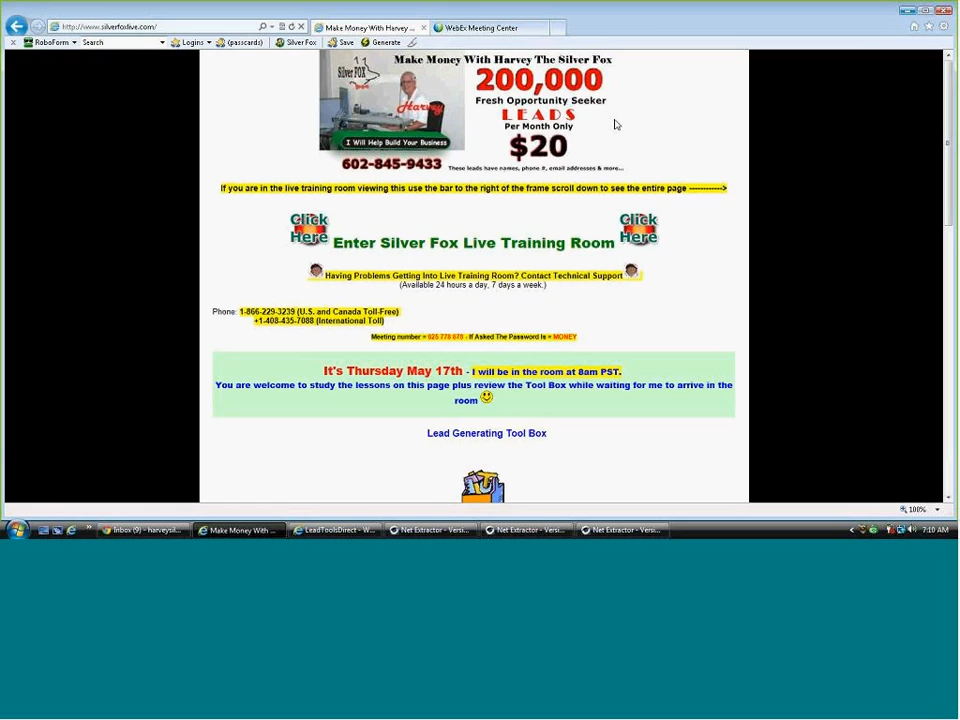 http://www.silverfoxlive.com/
Make Money With Harvey ...
WebEx Meeting Center
RoboForm
Search
Logins
(passcards)
Silver Fox
Save
Generate
Make Money With Harvey The Silver Fox
Silver FOX
Harvey
I Will Help Build Your Business
602-845-9433
200,000
Fresh Opportunity Seeker
LEADS
Per Month Only
$20
These leads have names, phone #, email addresses & more...
If you are in the live training room viewing this use the bar to the right of the frame scroll down to see the entire page ------------>
Click Here
Enter Silver Fox Live Training Room
Click Here
Having Problems Getting Into Live Training Room? Contact Technical Support
(Available 24 hours a day, 7 days a week.)
Phone: 1-866-229-3239 (U.S. and Canada Toll-Free)
+1-408-435-7088 (International Toll)
Meeting number = 825 778 879 - If Asked The Password Is = MONEY
It's Thursday May 17th - I will be in the room at 8am PST.
You are welcome to study the lessons on this page plus review the Tool Box while waiting for me to arrive in the
room
Lead Generating Tool Box
100%
Inbox (9) - harveysil...
Make Money With ...
LeadToolsDirect - W...
Net Extractor - Versi...
Net Extractor - Versi...
Net Extractor - Versi...
7:10 AM